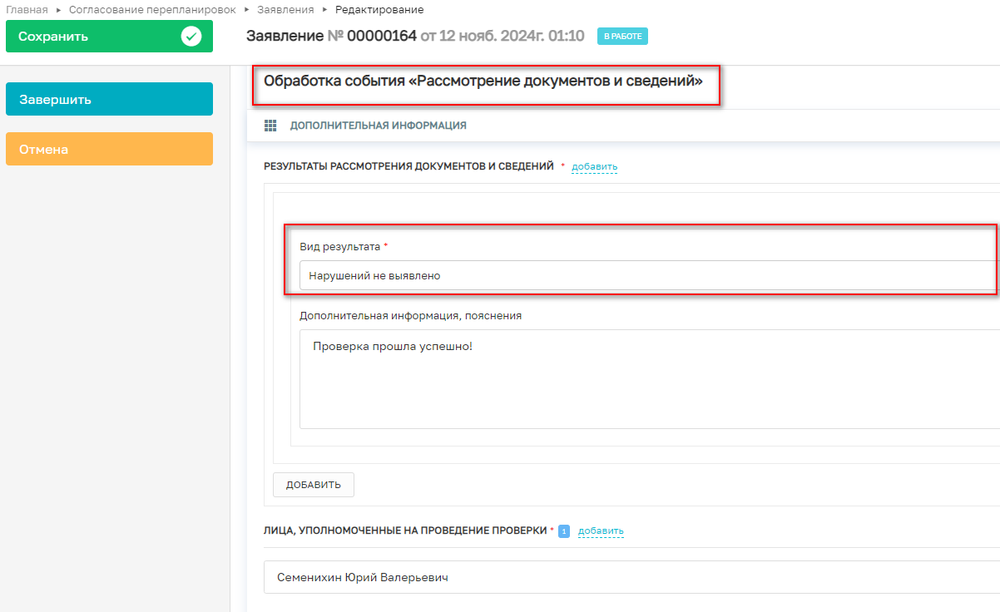 Главная ▸ Согласование перепланировок ▸ Заявления ▸ Редактирование
Сохранить
Заявление № 00000164 от 12 нояб. 2024г. 01:10 В РАБОТЕ
Завершить
Отмена
Обработка события «Рассмотрение документов и сведений»
ДОПОЛНИТЕЛЬНАЯ ИНФОРМАЦИЯ
РЕЗУЛЬТАТЫ РАССМОТРЕНИЯ ДОКУМЕНТОВ И СВЕДЕНИЙ * добавить
Вид результата *
Нарушений не выявлено
Дополнительная информация, пояснения
Проверка прошла успешно!
ДОБАВИТЬ
ЛИЦА, УПОЛНОМОЧЕННЫЕ НА ПРОВЕДЕНИЕ ПРОВЕРКИ * 1 добавить
Семенихин Юрий Валерьевич